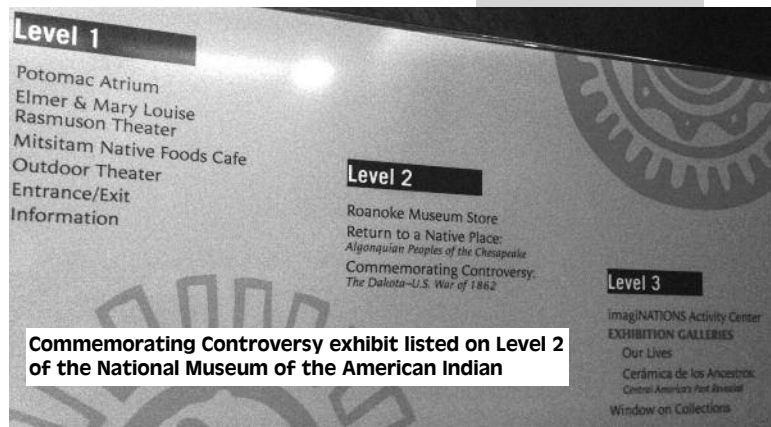 Level 1
Potomac Atrium
Elmer & Mary Louise
Rasmuson Theater
Mitsitam Native Foods Cafe
Outdoor Theater
Entrance/Exit
Information
Level 2
Roanoke Museum Store
Return to a Native Place:
Algonquian Peoples of the Chesapeake
Commemorating Controversy:
The Dakota–U.S. War of 1862
Level 3
imagiNATIONS Activity Center
EXHIBITION GALLERIES
Our Lives
Cerámica de los Ancestros:
Central America's Past Revealed
Window on Collections
Commemorating Controversy exhibit listed on Level 2
of the National Museum of the American Indian